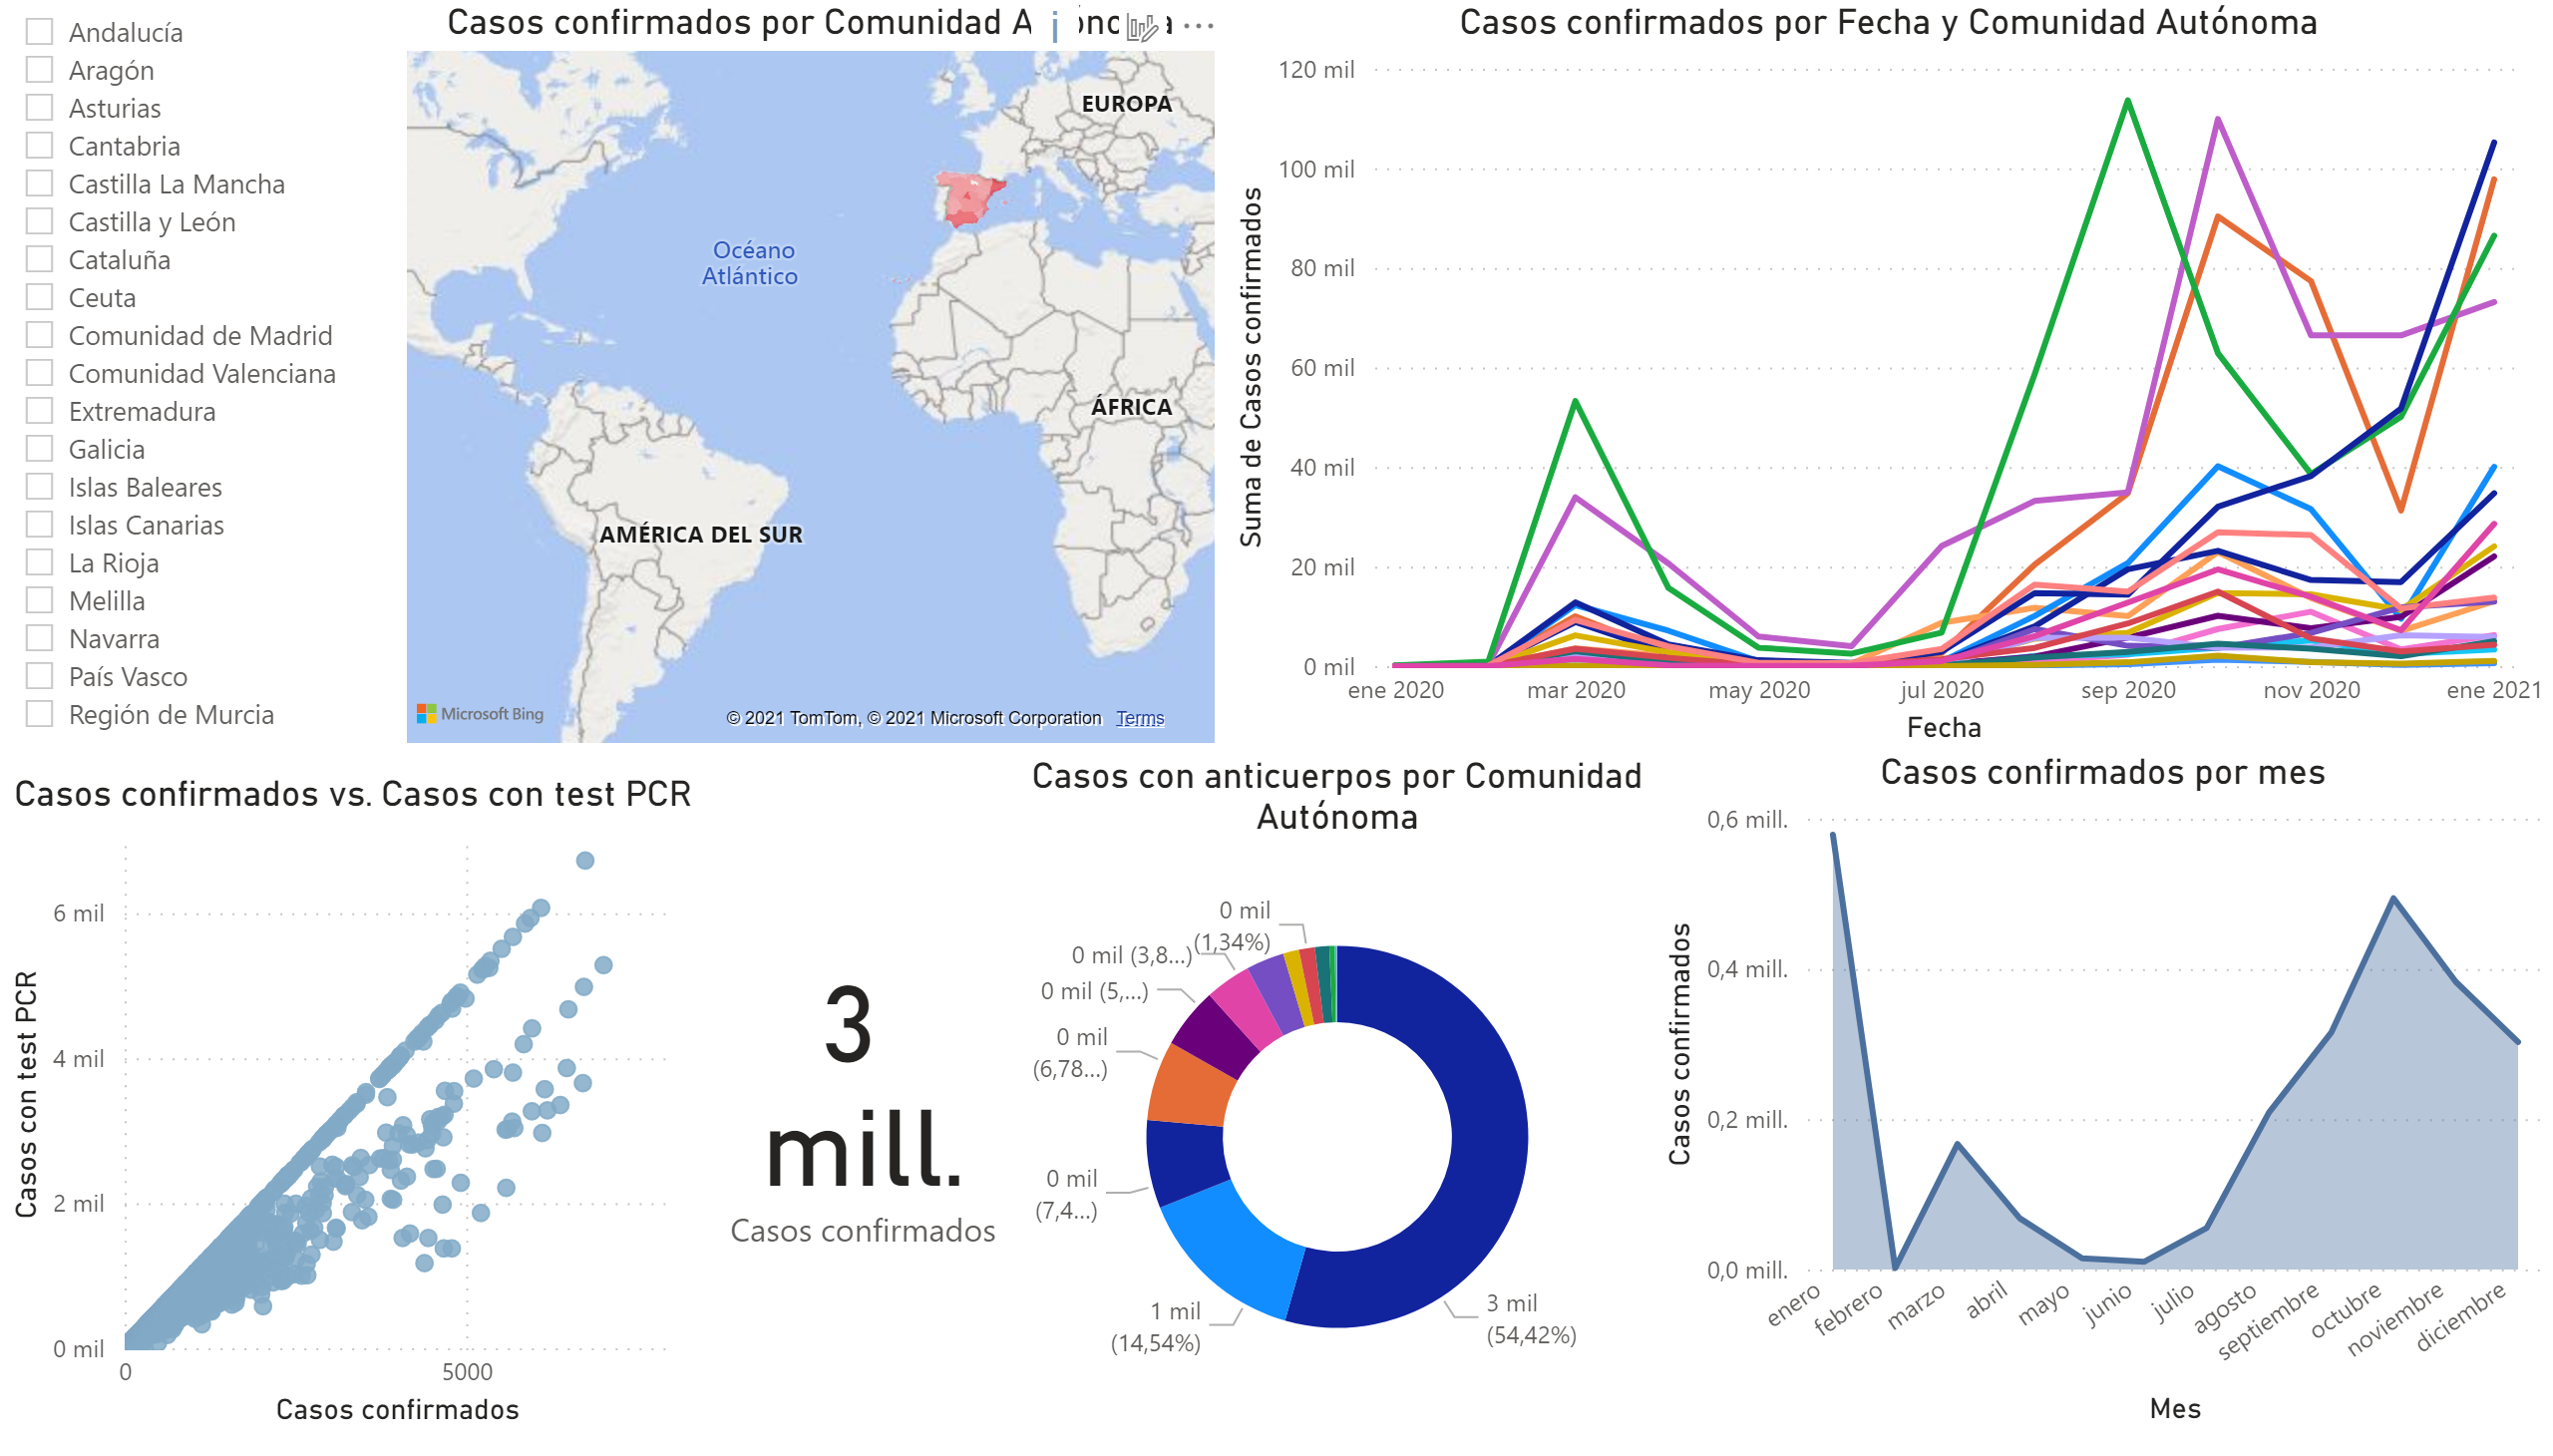 Andalucía
Aragón
Asturias
Cantabria
Castilla La Mancha
Castilla y León
Cataluña
Ceuta
Comunidad de Madrid
Comunidad Valenciana
Extremadura
Galicia
Islas Baleares
Islas Canarias
La Rioja
Melilla
Navarra
País Vasco
Región de Murcia
Casos confirmados por Comunidad A
EUROPA
Océano
Atlántico
ÁFRICA
AMÉRICA DEL SUR
Microsoft Bing
© 2021 TomTom, © 2021 Microsoft Corporation Terms
Casos confirmados por Fecha y Comunidad Autónoma
Suma de Casos confirmados
120 mil
100 mil
80 mil
60 mil
40 mil
20 mil
0 mil
ene 2020 mar 2020 may 2020 jul 2020 sep 2020 nov 2020 ene 2021
Fecha
Casos confirmados vs. Casos con test PCR
Casos con test PCR
6 mil
4 mil
2 mil
0 mil
0 5000
Casos confirmados
3
mill.
Casos confirmados
Casos con anticuerpos por Comunidad
Autónoma
0 mil
(1,34%)
0 mil (3,8...)
0 mil (5,...)
0 mil
(6,78...)
0 mil
(7,4...)
1 mil
(14,54%)
3 mil
(54,42%)
Casos confirmados por mes
Casos confirmados
0,6 mill.
0,4 mill.
0,2 mill.
0,0 mill.
enero febrero marzo abril mayo junio julio agosto septiembre octubre noviembre diciembre
Mes